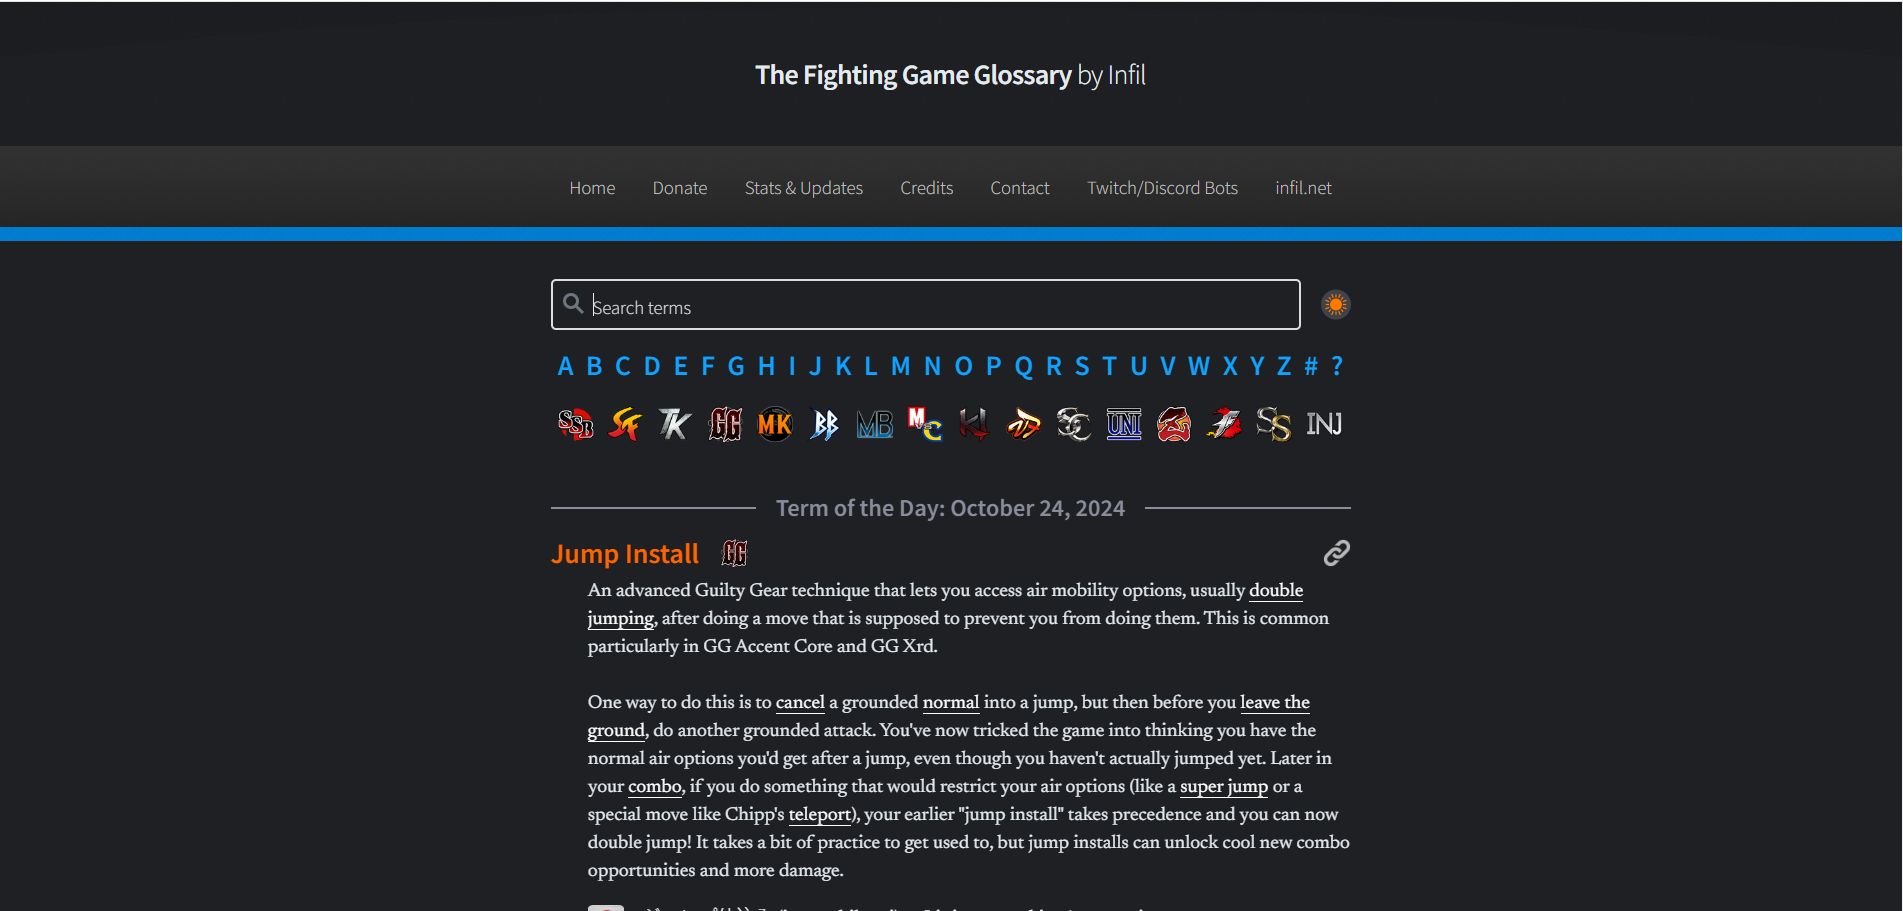 The Fighting Game Glossary by Infil
Home Donate Stats & Updates Credits Contact Twitch/Discord Bots infil.net
Search terms
A B C D E F G H I J K L M N O P Q R S T U V W X Y Z # ?
SSB SF TK GG MK BB MB MvsC KI SC UNI SS INJ
Term of the Day: October 24, 2024
Jump Install GG
An advanced Guilty Gear technique that lets you access air mobility options, usually double
jumping, after doing a move that is supposed to prevent you from doing them. This is common
particularly in GG Accent Core and GG Xrd.
One way to do this is to cancel a grounded normal into a jump, but then before you leave the
ground, do another grounded attack. You've now tricked the game into thinking you have the
normal air options you'd get after a jump, even though you haven't actually jumped yet. Later in
your combo, if you do something that would restrict your air options (like a super jump or a
special move like Chipp's teleport), your earlier "jump install" takes precedence and you can now
double jump! It takes a bit of practice to get used to, but jump installs can unlock cool new combo
opportunities and more damage.